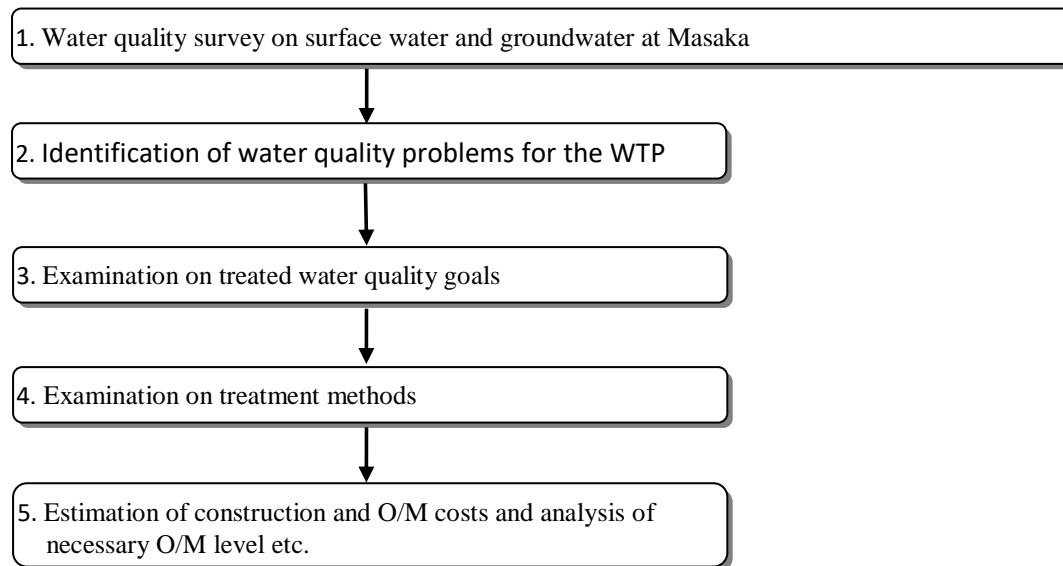 1. Water quality survey on surface water and groundwater at Masaka
2. Identification of water quality problems for the WTP
3. Examination on treated water quality goals
4. Examination on treatment methods
5. Estimation of construction and O/M costs and analysis of
necessary O/M level etc.